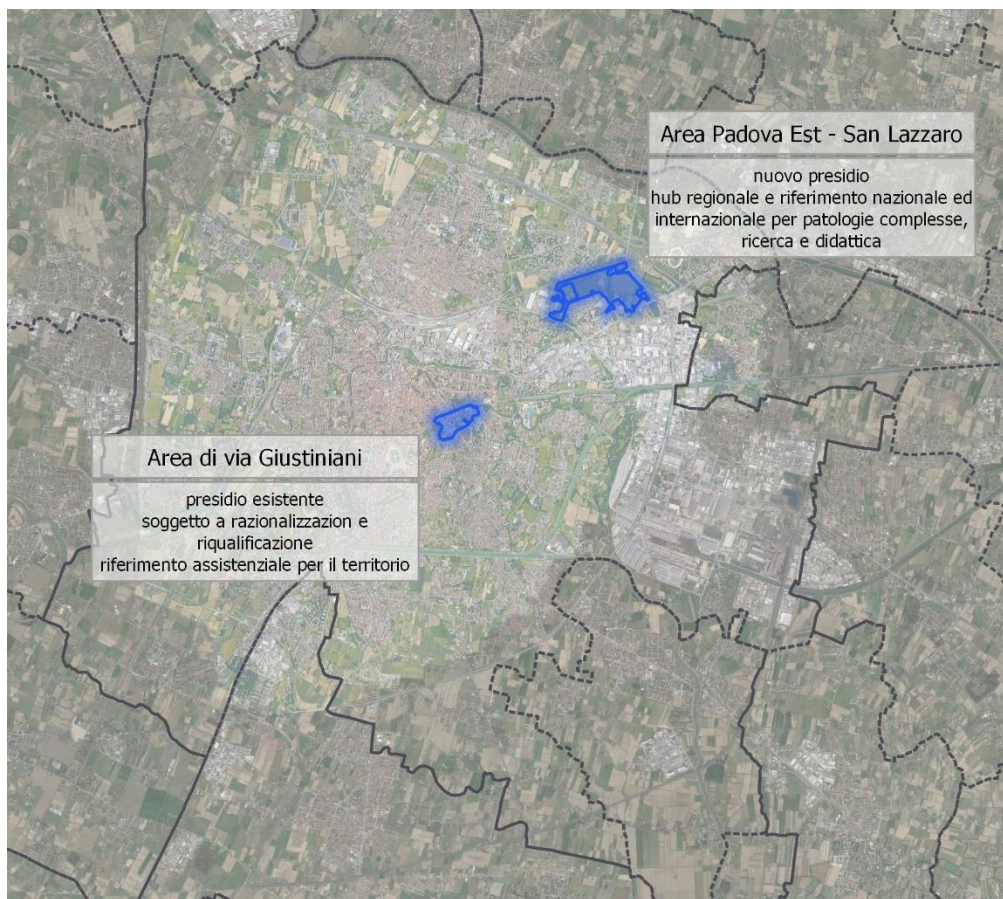 Area Padova Est - San Lazzaro
nuovo presidio
hub regionale e riferimento nazionale ed
internazionale per patologie complesse,
ricerca e didattica
Area di via Giustiniani
presidio esistente
soggetto a razionalizzazion e
riqualificazione
riferimento assistenziale per il territorio